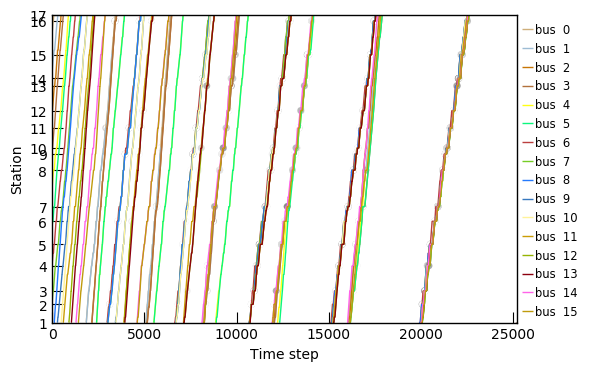 17
16
15
14
13
12
11
10
9
8
7
6
5
4
3
2
1
Station
0
5000
10000
15000
20000
25000
Time step
bus 0
bus 1
bus 2
bus 3
bus 4
bus 5
bus 6
bus 7
bus 8
bus 9
bus 10
bus 11
bus 12
bus 13
bus 14
bus 15